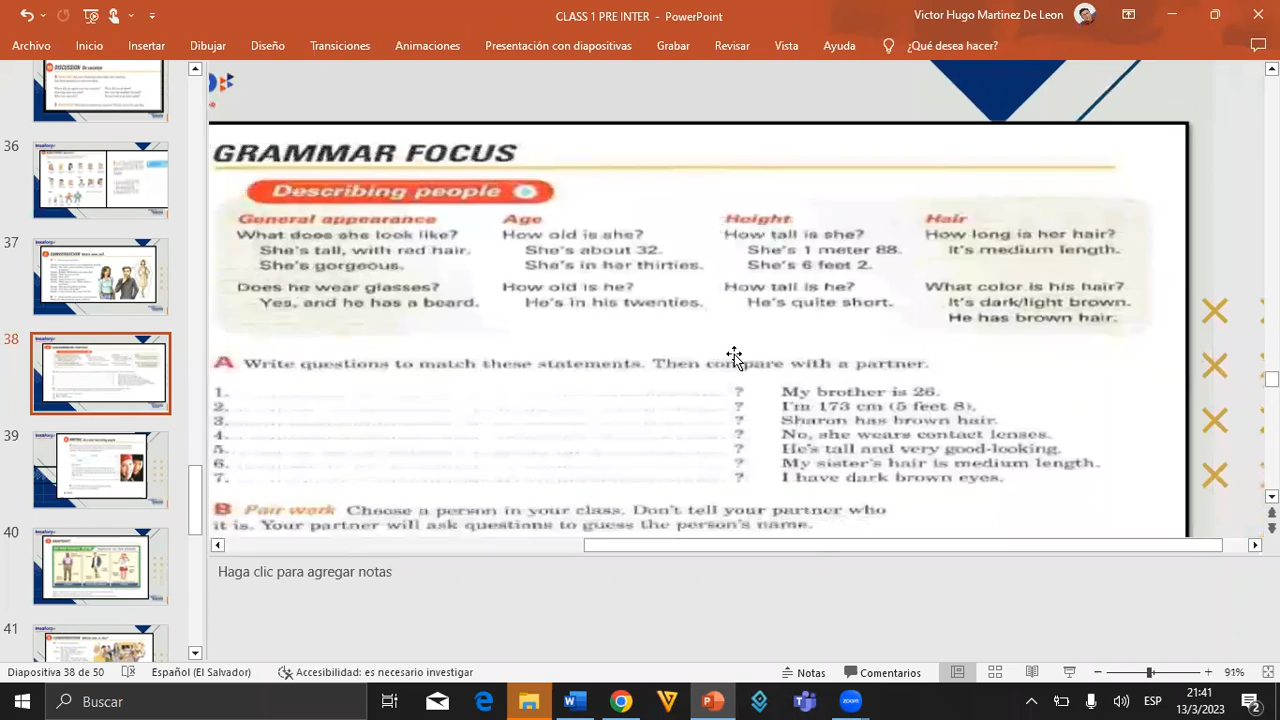 CLASS 1 PRE INTER - PowerPoint
Victor Hugo Martinez De Leon
Archivo Inicio Insertar Dibujar Diseño Transiciones Animaciones Presentación con diapositivas Grabar Revisar Vista Ayuda ¿Qué desea hacer?
36
37
38
39
40
41
GRAMMAR FOCUS
Describing people
General appearance
What does she look like?
She's tall, with red hair.
She's gorgeous.
Does he wear glasses?
Yes, and he has a beard.
Age
How old is she?
She's about 32.
She's in her thirties.
How old is he?
He's in his twenties.
Height
How tall is she?
She's 1 meter 88.
She's 6 feet 2.
How tall is he?
He's quite short.
Hair
How long is her hair?
It's medium length.
What color is his hair?
It's dark/light brown.
He has brown hair.
A Write questions to match these statements. Then compare with a partner.
1. ? My brother is 26.
2. ? I'm 173 cm (5 feet 8).
3. ? Sharon has brown hair.
4. ? No, she wears contact lenses.
5. ? He's tall and very good-looking.
6. ? My sister's hair is medium length.
7. ? I have dark brown eyes.
B Pair work Choose a person in your class. Don't tell your partner who
it is. Your partner will ask questions to guess the person's name.
Haga clic para agregar notas
Diapositiva 38 de 50 Español (El Salvador) Accesibilidad: es necesario investigar Notas Comentarios 91%
Buscar
ESP
21:41
13/3/2023
2